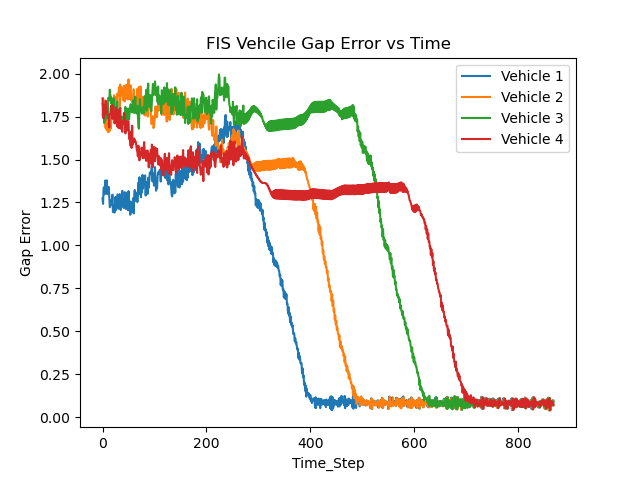 FIS Vehcile Gap Error vs Time
Vehicle 1
Vehicle 2
Vehicle 3
Vehicle 4
Gap Error
2.00
1.75
1.50
1.25
1.00
0.75
0.50
0.25
0.00
0 200 400 600 800
Time_Step